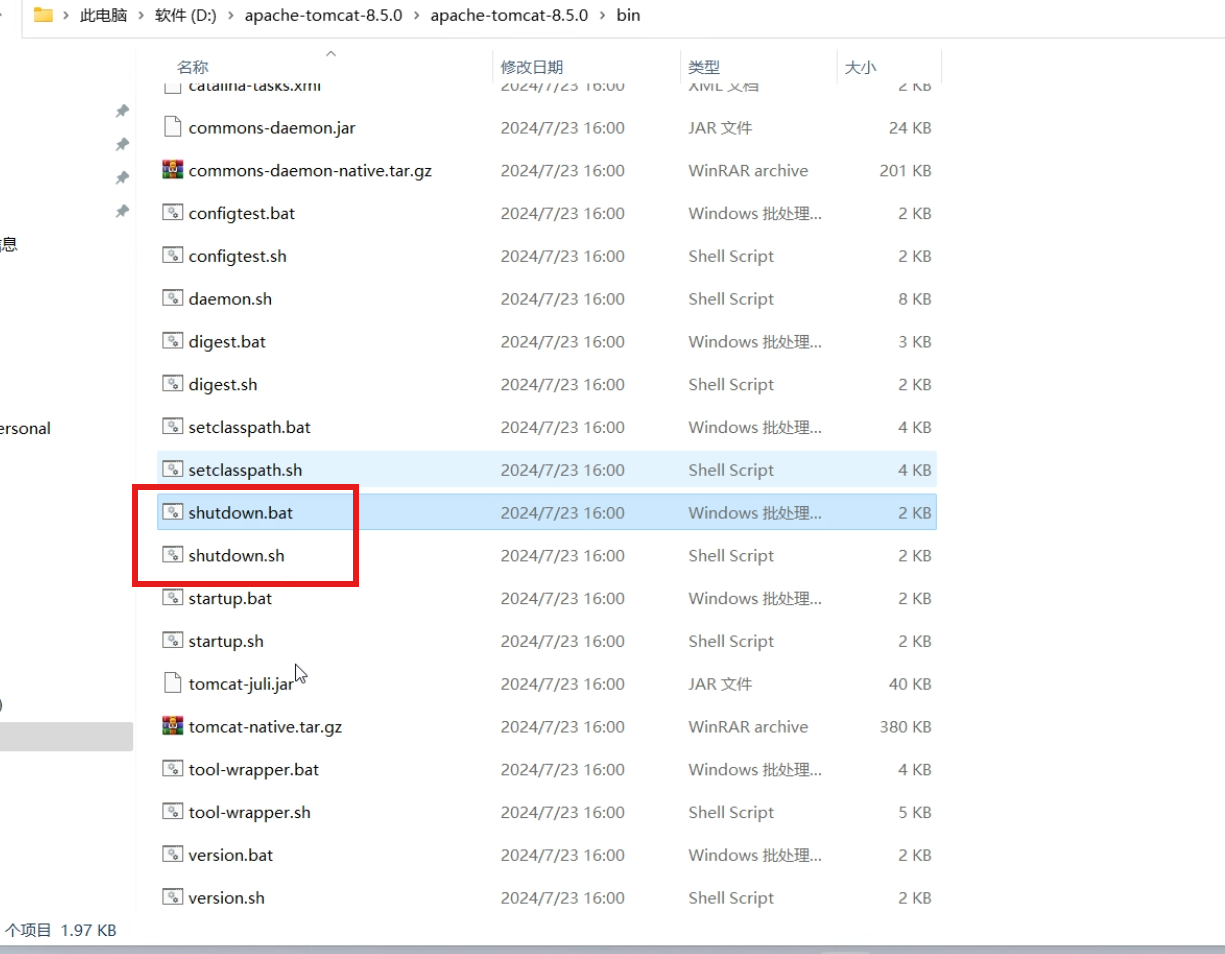 此电脑 > 软件 (D:) > apache-tomcat-8.5.0 > apache-tomcat-8.5.0 > bin
名称 修改日期 类型 大小
catalina-tasks.xml 2024/7/23 16:00 XML 文档 2 KB
commons-daemon.jar 2024/7/23 16:00 JAR 文件 24 KB
commons-daemon-native.tar.gz 2024/7/23 16:00 WinRAR archive 201 KB
configtest.bat 2024/7/23 16:00 Windows 批处理... 2 KB
息
configtest.sh 2024/7/23 16:00 Shell Script 2 KB
daemon.sh 2024/7/23 16:00 Shell Script 8 KB
digest.bat 2024/7/23 16:00 Windows 批处理... 3 KB
digest.sh 2024/7/23 16:00 Shell Script 2 KB
ersonal
setclasspath.bat 2024/7/23 16:00 Windows 批处理... 4 KB
setclasspath.sh 2024/7/23 16:00 Shell Script 4 KB
shutdown.bat 2024/7/23 16:00 Windows 批处理... 2 KB
shutdown.sh 2024/7/23 16:00 Shell Script 2 KB
startup.bat 2024/7/23 16:00 Windows 批处理... 2 KB
startup.sh 2024/7/23 16:00 Shell Script 2 KB
tomcat-juli.jar 2024/7/23 16:00 JAR 文件 40 KB
)
tomcat-native.tar.gz 2024/7/23 16:00 WinRAR archive 380 KB
tool-wrapper.bat 2024/7/23 16:00 Windows 批处理... 4 KB
tool-wrapper.sh 2024/7/23 16:00 Shell Script 5 KB
version.bat 2024/7/23 16:00 Windows 批处理... 2 KB
version.sh 2024/7/23 16:00 Shell Script 2 KB
个项目 1.97 KB